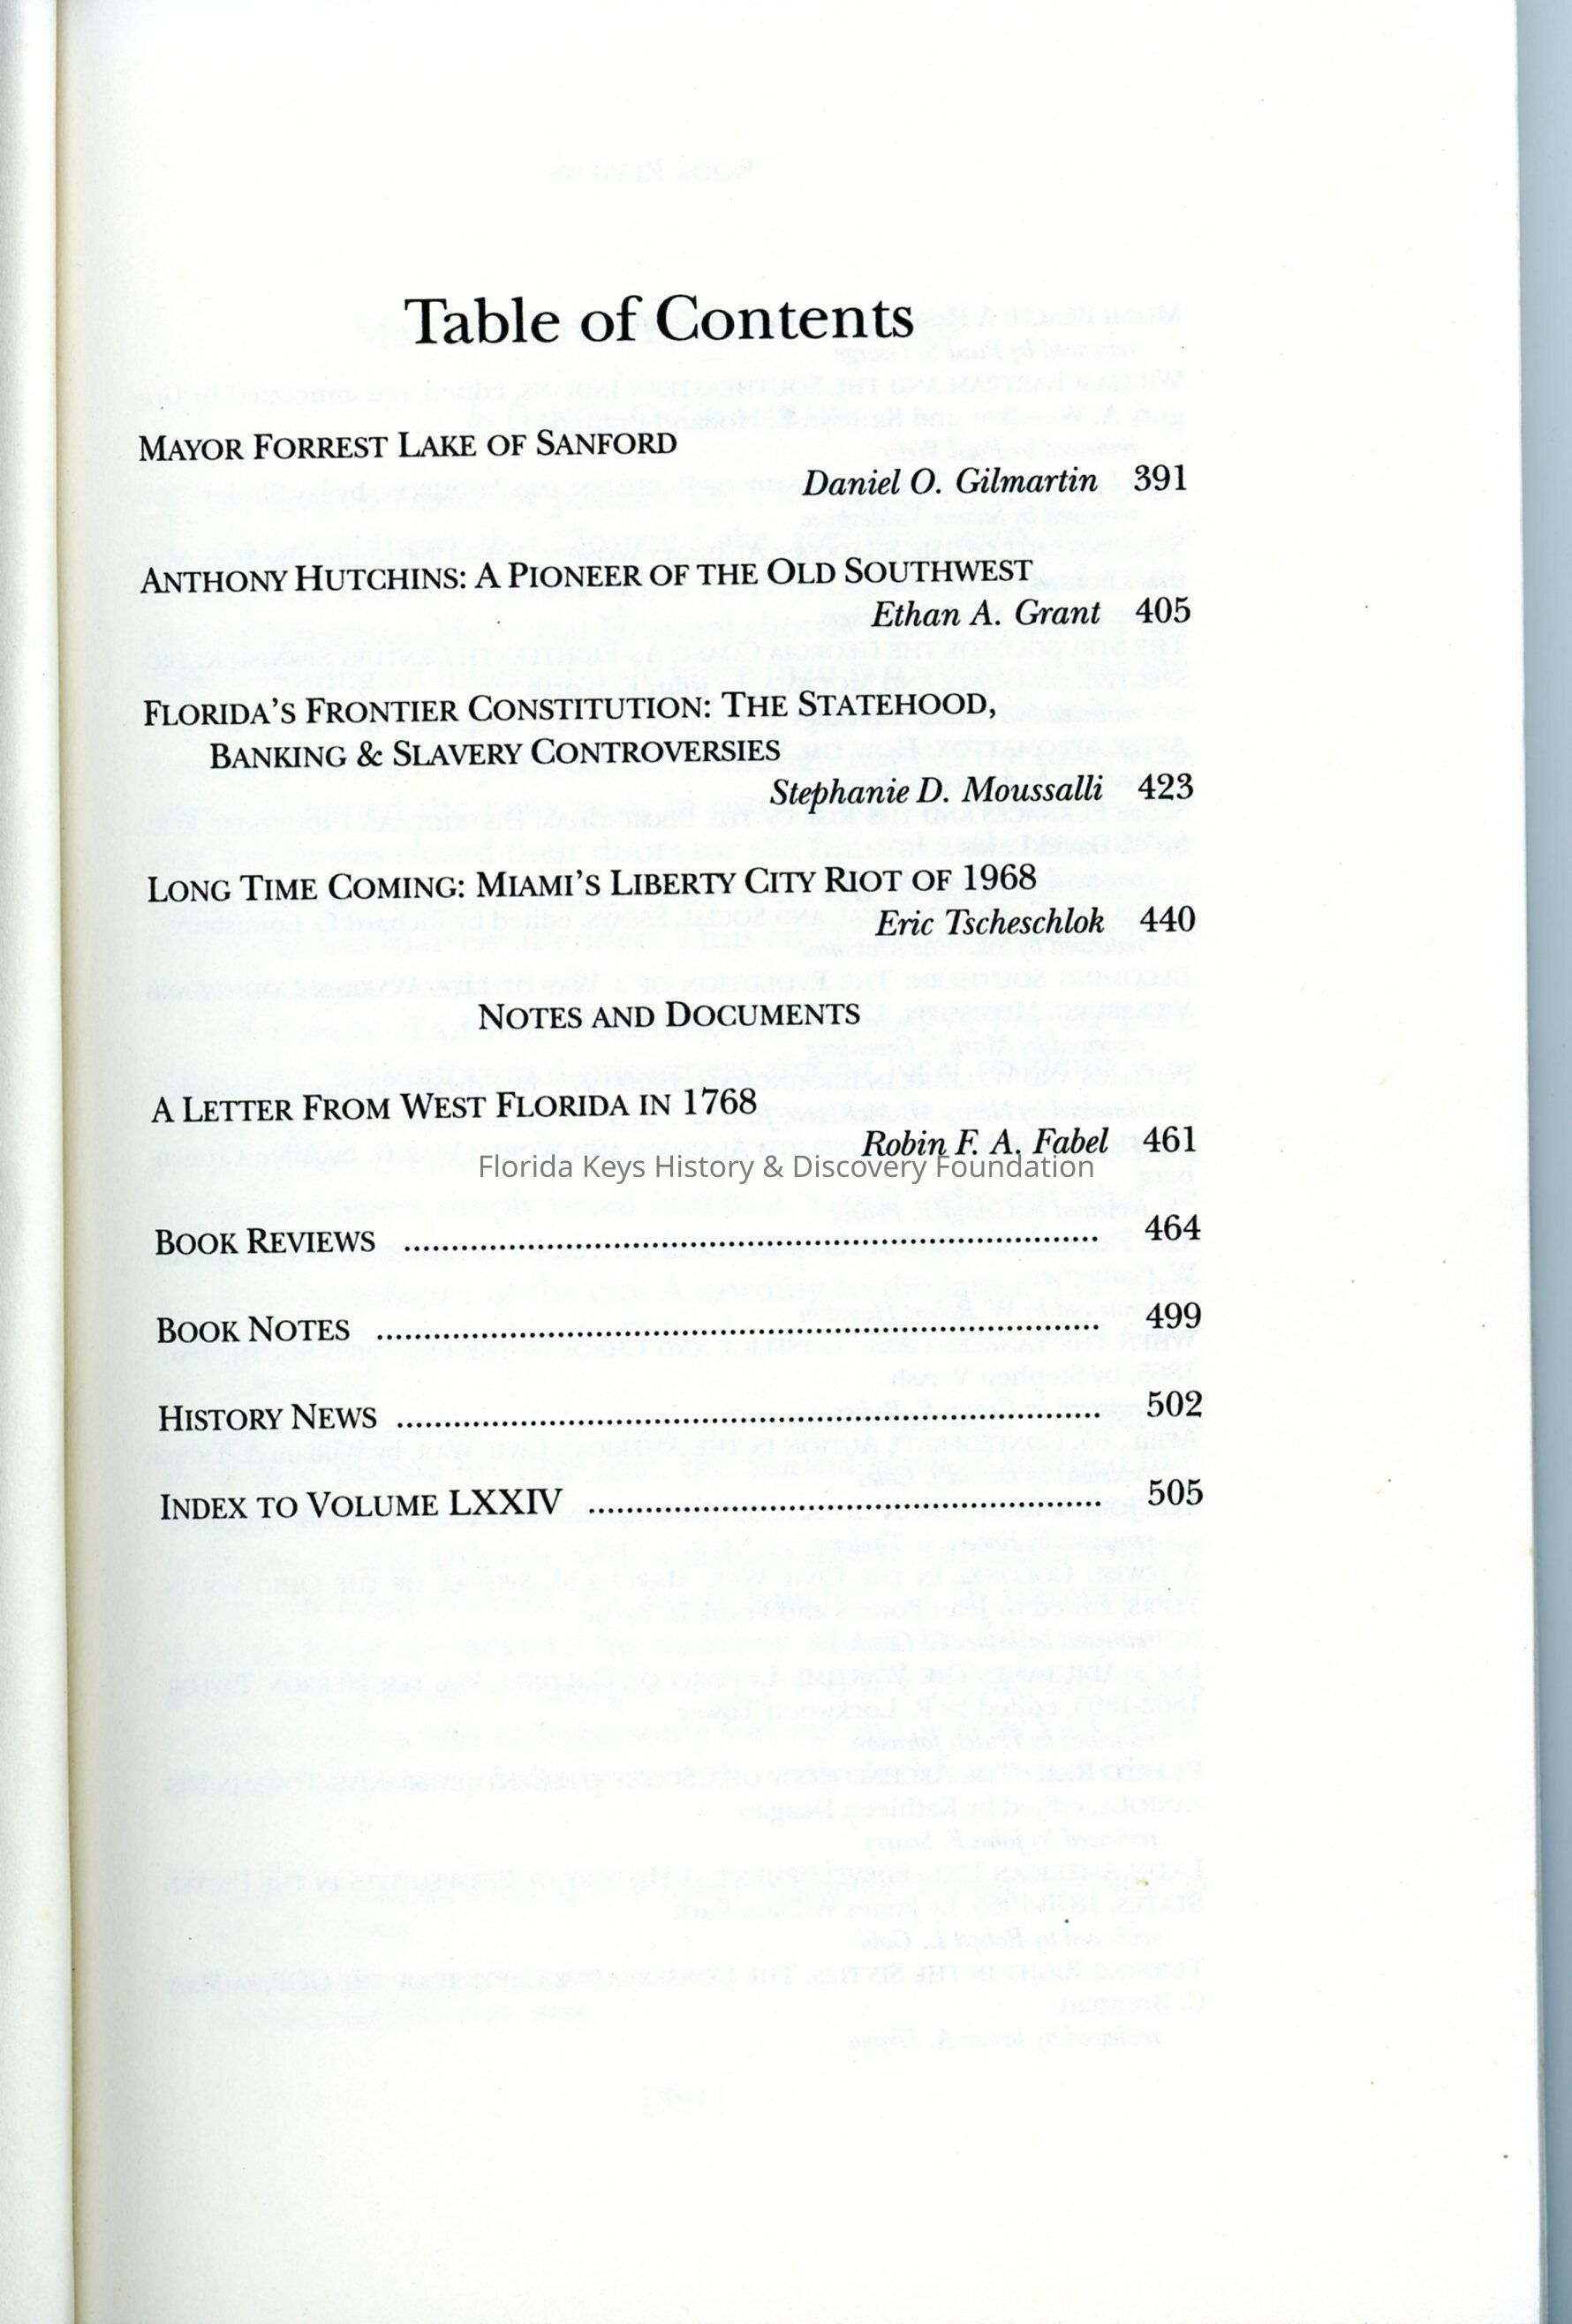 Table of Contents
MAYOR FORREST LAKE OF SANFORD
Daniel O. Gilmartin 391
ANTHONY HUTCHINS: A PIONEER OF THE OLD SOUTHWEST
Ethan A. Grant 405
FLORIDA'S FRONTIER CONSTITUTION: THE STATEHOOD,
BANKING & SLAVERY CONTROVERSIES
Stephanie D. Moussalli 423
LONG TIME COMING: MIAMI'S LIBERTY CITY RIOT OF 1968
Eric Tscheschlok 440
NOTES AND DOCUMENTS
A LETTER FROM WEST FLORIDA IN 1768
Robin F. A. Fabel 461
Florida Keys History & Discovery Foundation
BOOK REVIEWS ........................................ 464
BOOK NOTES ........................................ 499
HISTORY NEWS ........................................ 502
INDEX TO VOLUME LXXIV ........................................ 505